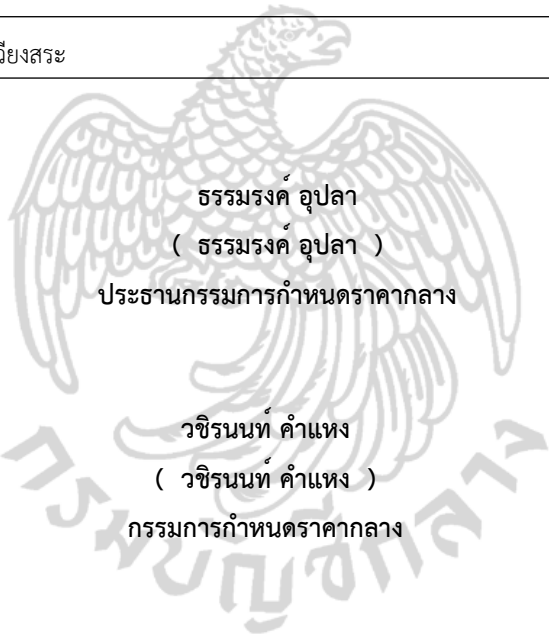 วียงสระ
ธรรมรงค์ อุปลา
( ธรรมรงค์ อุปลา )
ประธานกรรมการกำหนดราคากลาง
วชิรนนท์ คำแหง
( วชิรนนท์ คำแหง )
กรรมการกำหนดราคากลาง
กรมบัญชีกลาง